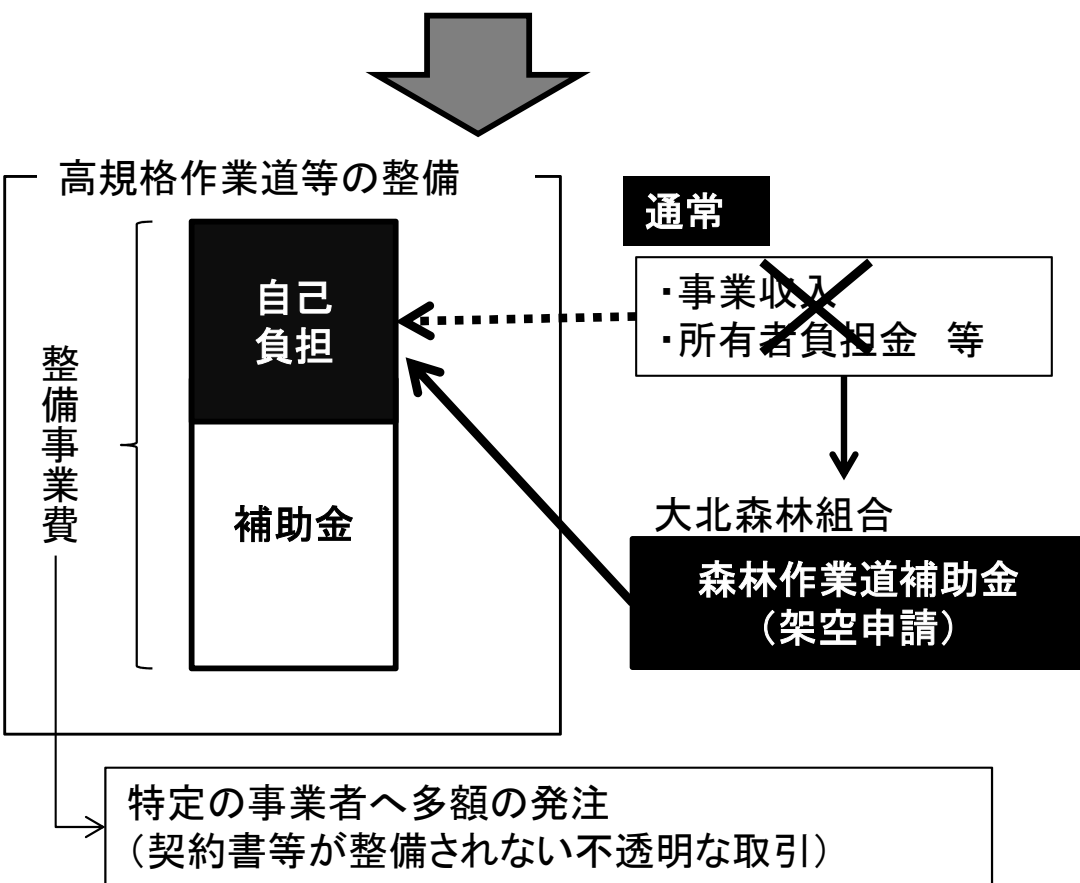 高規格作業道等の整備
通常
・事業収入
・所有者負担金 等
自己
負担
整備事業費
補助金
大北森林組合
森林作業道補助金
（架空申請）
特定の事業者へ多額の発注
（契約書等が整備されない不透明な取引）